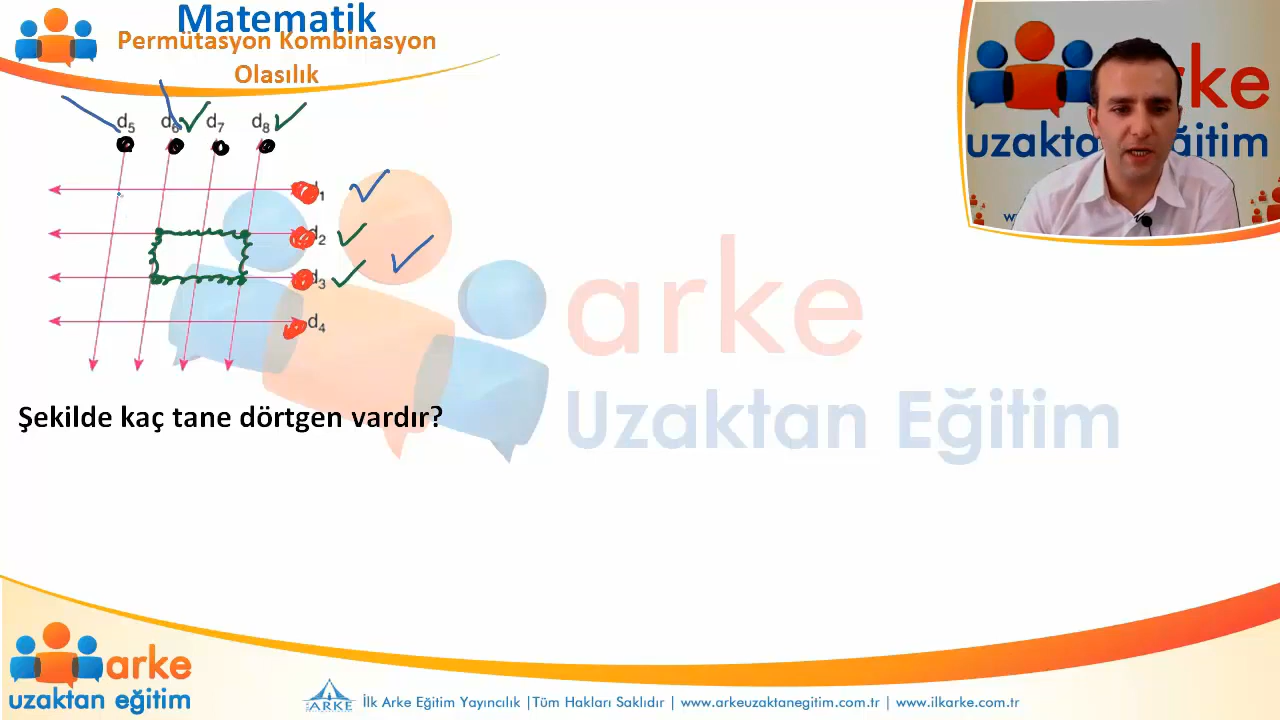 Matematik
Permütasyon Kombinasyon
Olasılık
d5 d6 d7 d8
d1
d2
d3
d4
Şekilde kaç tane dörtgen vardır?
arke
Uzaktan Eğitim
rke
uzaktan eğitim
arke
uzaktan eğitim
ARKE
İlk Arke Eğitim Yayıncılık |Tüm Hakları Saklıdır | www.arkeuzaktanegitim.com.tr | www.ilkarke.com.tr